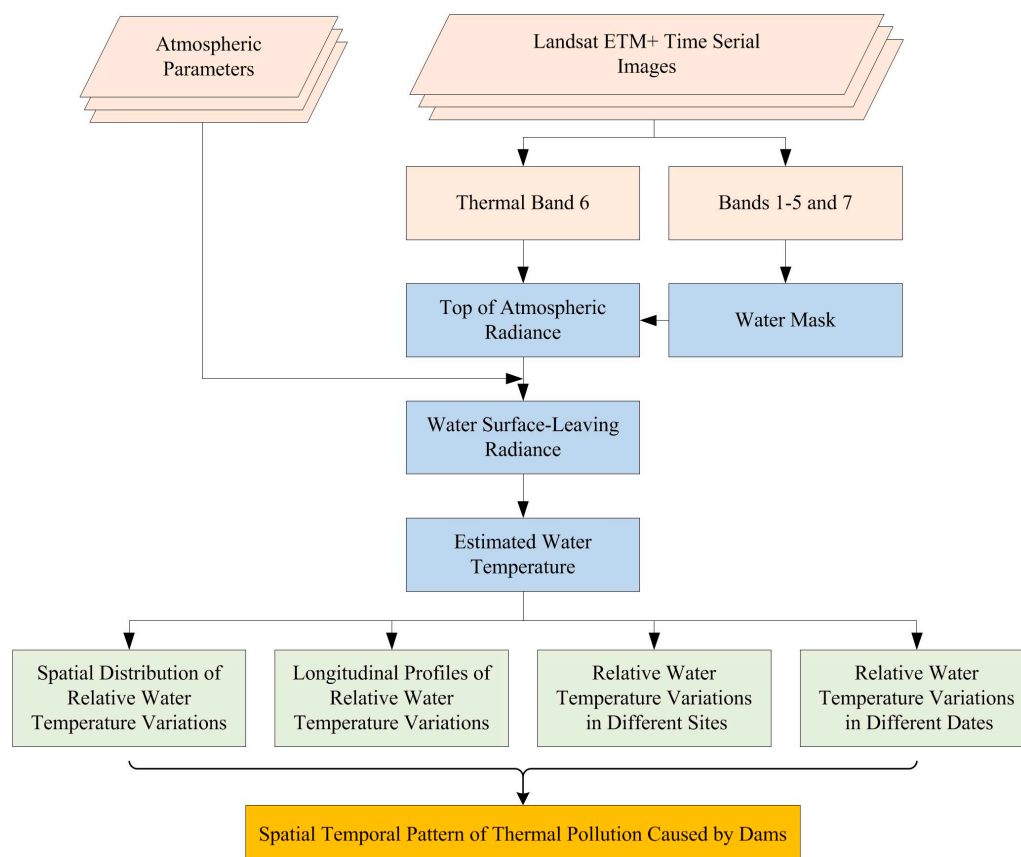 Atmospheric
Parameters
Landsat ETM+ Time Serial
Images
Thermal Band 6
Bands 1-5 and 7
Top of Atmospheric
Radiance
Water Mask
Water Surface-Leaving
Radiance
Estimated Water
Temperature
Spatial Distribution of
Relative Water
Temperature Variations
Longitudinal Profiles of
Relative Water
Temperature Variations
Relative Water
Temperature Variations
in Different Sites
Relative Water
Temperature Variations
in Different Dates
Spatial Temporal Pattern of Thermal Pollution Caused by Dams